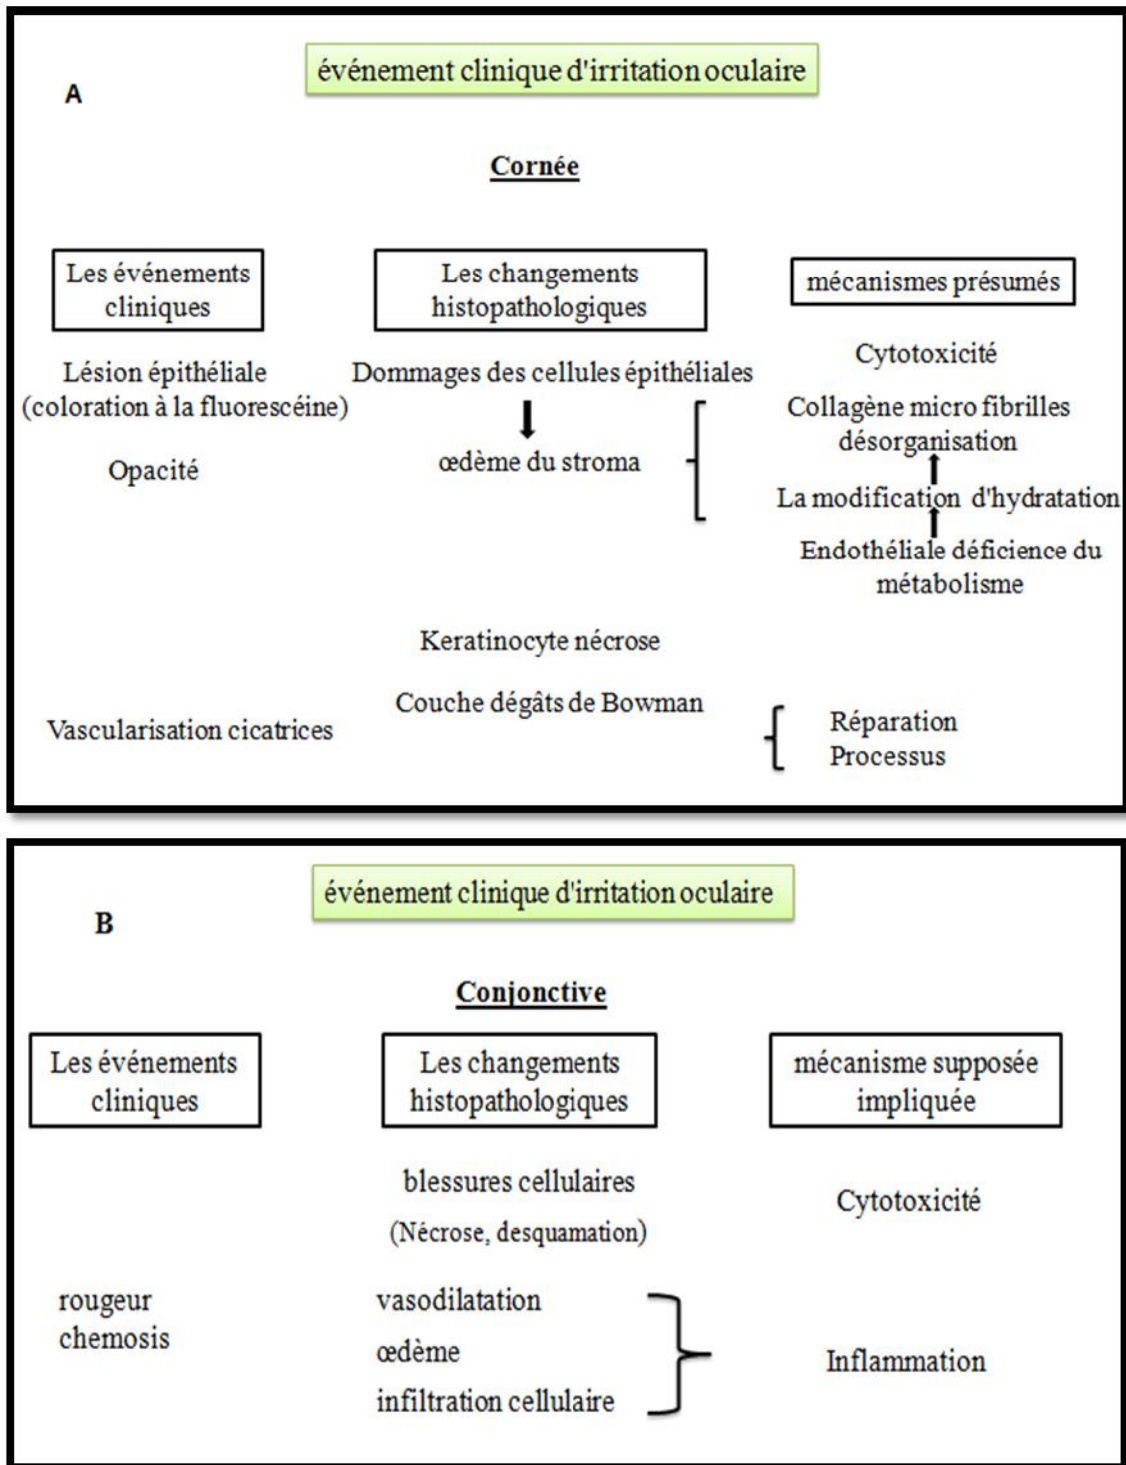 événement clinique d'irritation oculaire
A
Cornée
Les événements
cliniques
Les changements
histopathologiques
mécanismes présumés
Lésion épithéliale
(coloration à la fluorescéine)
Opacité
Dommages des cellules épithéliales
œdème du stroma
Cytotoxicité
Collagène micro fibrilles
désorganisation
La modification d'hydratation
Endothéliale déficience du
métabolisme
Keratinocyte nécrose
Couche dégâts de Bowman
Vascularisation cicatrices
Réparation
Processus
événement clinique d'irritation oculaire
B
Conjonctive
Les événements
cliniques
Les changements
histopathologiques
mécanisme supposée
impliquée
blessures cellulaires
(Nécrose, desquamation)
Cytotoxicité
rougeur
chemosis
vasodilatation
œdème
infiltration cellulaire
Inflammation